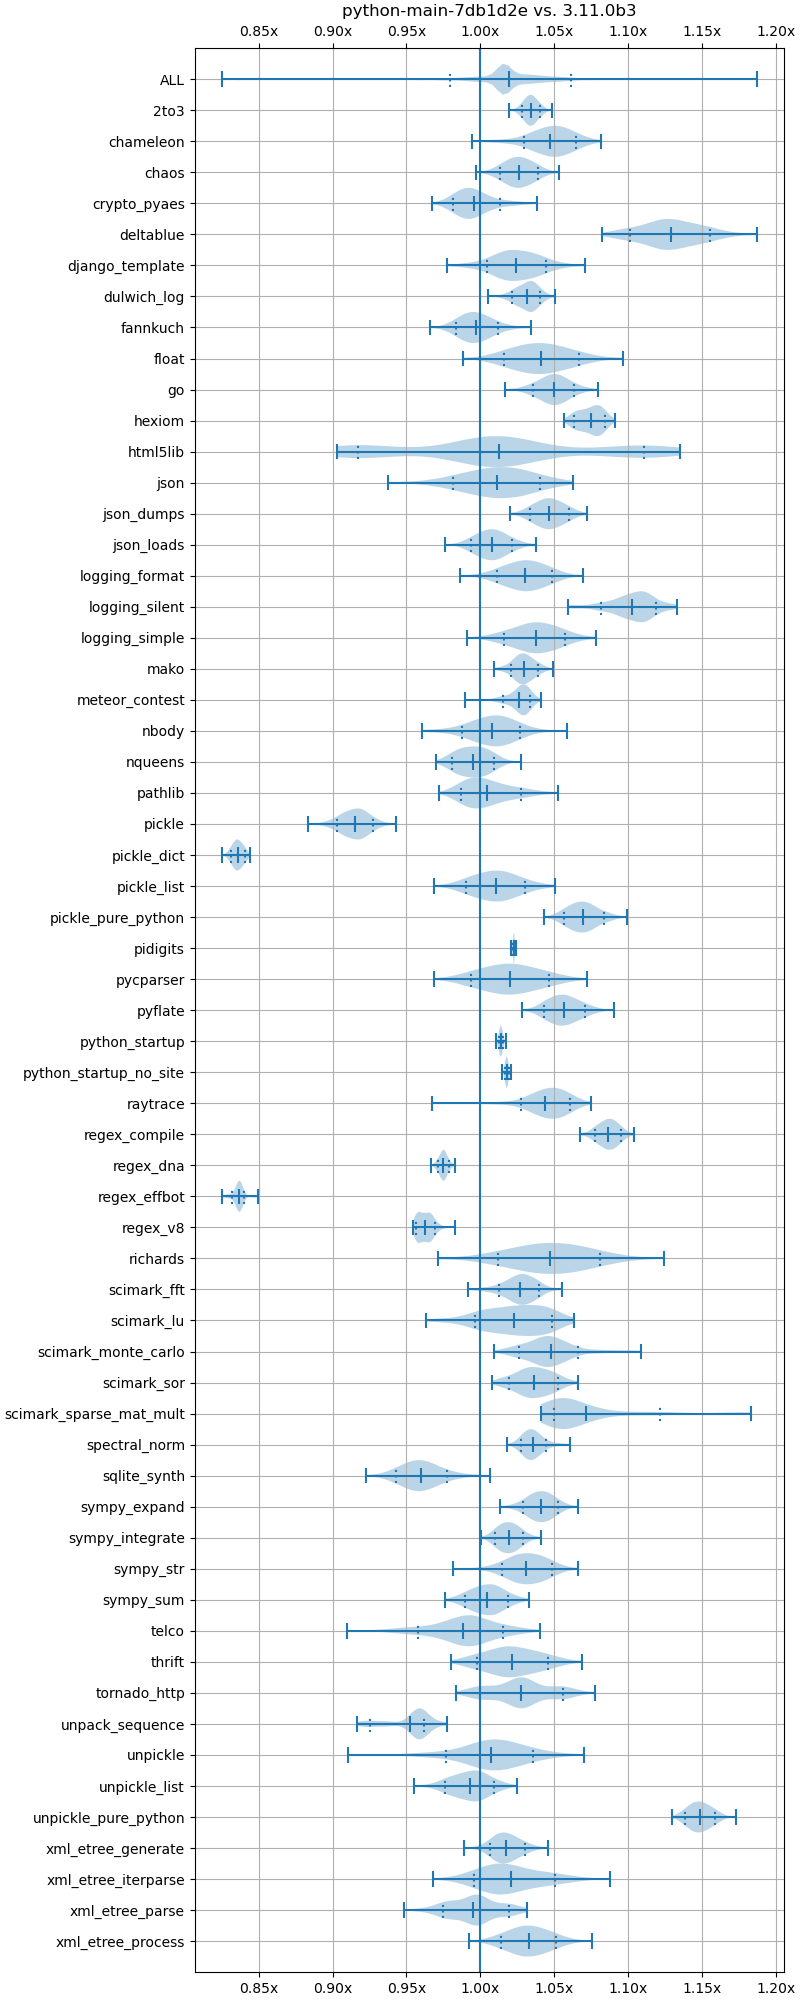 python-main-7db1d2e vs. 3.11.0b3
0.85x 0.90x 0.95x 1.00x 1.05x 1.10x 1.15x 1.20x
ALL
2to3
chameleon
chaos
crypto_pyaes
deltablue
django_template
dulwich_log
fannkuch
float
go
hexiom
html5lib
json
json_dumps
json_loads
logging_format
logging_silent
logging_simple
mako
meteor_contest
nbody
nqueens
pathlib
pickle
pickle_dict
pickle_list
pickle_pure_python
pidigits
pycparser
pyflate
python_startup
python_startup_no_site
raytrace
regex_compile
regex_dna
regex_effbot
regex_v8
richards
scimark_fft
scimark_lu
scimark_monte_carlo
scimark_sor
scimark_sparse_mat_mult
spectral_norm
sqlite_synth
sympy_expand
sympy_integrate
sympy_str
sympy_sum
telco
thrift
tornado_http
unpack_sequence
unpickle
unpickle_list
unpickle_pure_python
xml_etree_generate
xml_etree_iterparse
xml_etree_parse
xml_etree_process
0.85x 0.90x 0.95x 1.00x 1.05x 1.10x 1.15x 1.20x